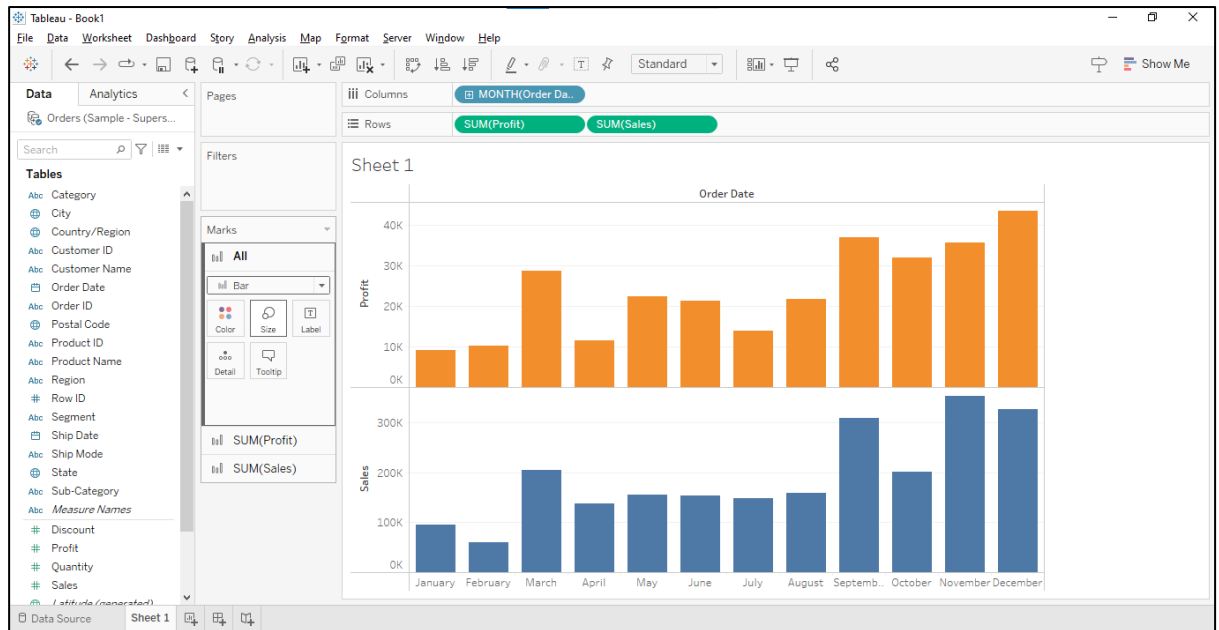 Tableau - Book1
File Data Worksheet Dashboard Story Analysis Map Format Server Window Help
Standard
Show Me
Data Analytics
Orders (Sample - Supers...
Search
Tables
Abc Category
City
Country/Region
Abc Customer ID
Abc Customer Name
Order Date
Abc Order ID
Postal Code
Abc Product ID
Abc Product Name
Abc Region
# Row ID
Abc Segment
Ship Date
Abc Ship Mode
State
Abc Sub-Category
Abc Measure Names
# Discount
# Profit
# Quantity
# Sales
Latitude (generated)
Pages
Filters
Marks
All
Bar
Color Size T Label
Detail Tooltip
SUM(Profit)
SUM(Sales)
iii Columns
MONTH(Order Da..
Rows
SUM(Profit) SUM(Sales)
Sheet 1
Order Date
Profit
40K
30K
20K
10K
0K
Sales
300K
200K
100K
0K
January February March April May June July August Septemb.. October November December
Data Source Sheet 1